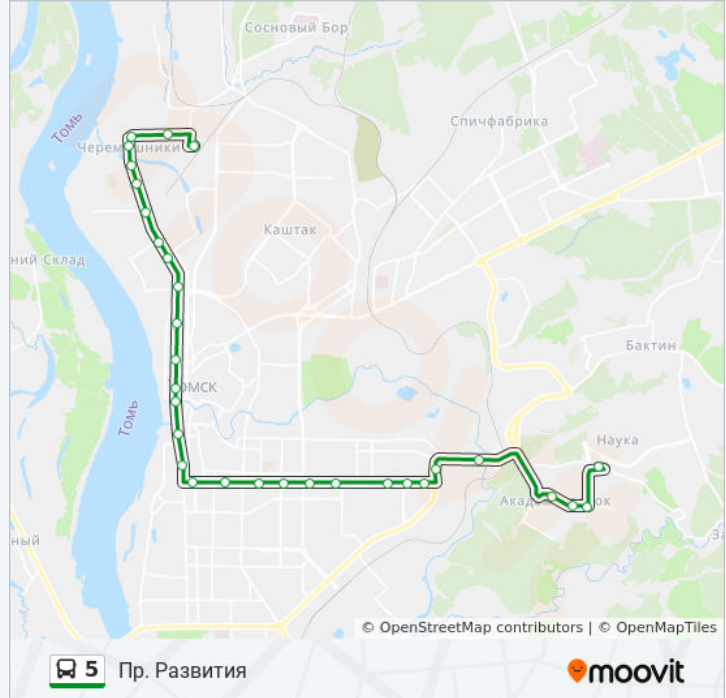 Сосновый Бор
Томь
Спичфабрика
Черемошники
Каштак
ний Склад
Бактин
Томск
Томь
Наука
ный
За
© OpenStreetMap contributors | © OpenMapTiles
5 Пр. Развития
moovit